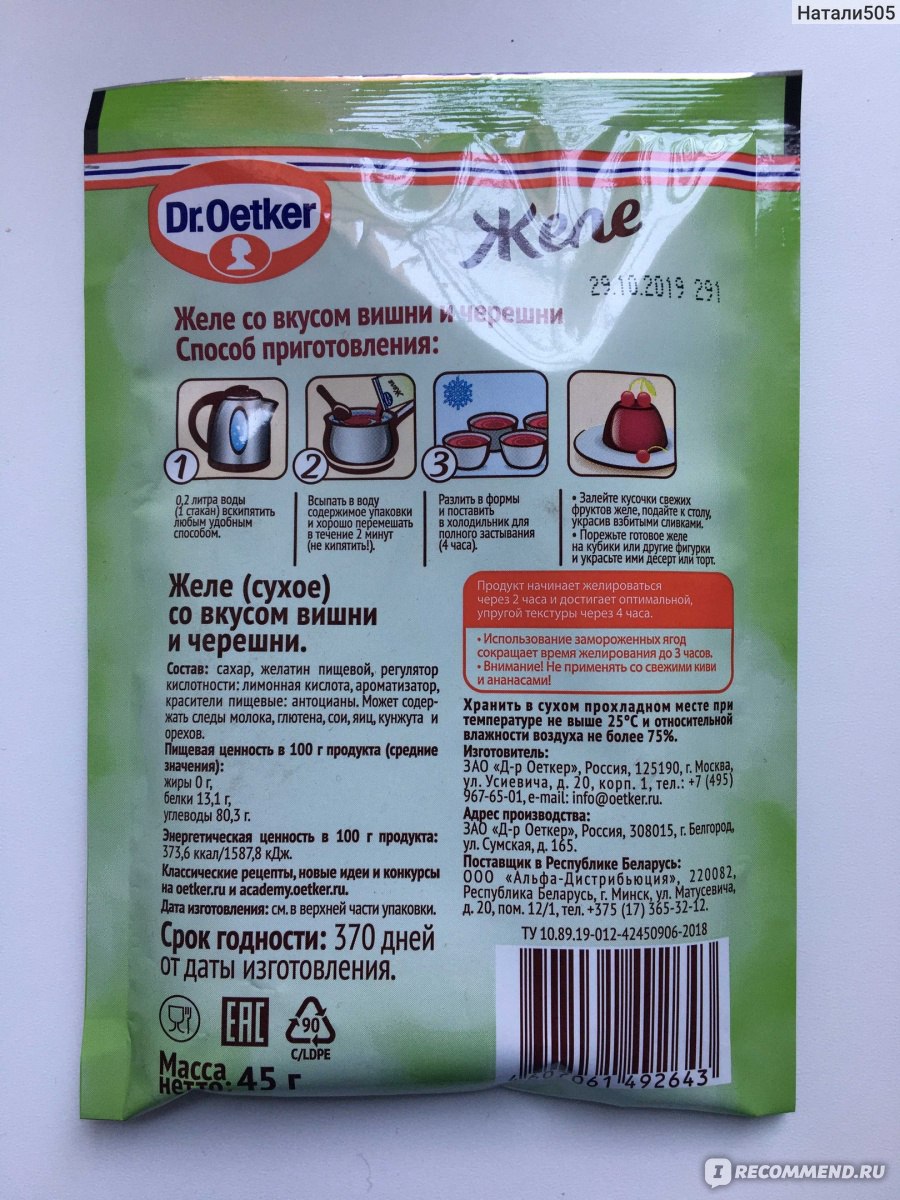 Натали505
Dr.Oetker
Желе
29.10.2019 291
Желе со вкусом вишни и черешни
Способ приготовления:
1
2
3
0,2 литра воды
(1 стакан) вскипятить
любым удобным
способом.
Всыпать в воду
содержимое упаковки
и хорошо перемешать
в течение 2 минут
(не кипятить!).
Разлить в формы
и поставить
в холодильник для
полного застывания
(4 часа).
• Залейте кусочки свежих
фруктов желе, подайте к столу,
украсив взбитыми сливками.
• Порежьте готовое желе
на кубики или другие фигурки
и украсьте ими десерт или торт.
Желе (сухое)
со вкусом вишни
и черешни.
Состав: сахар, желатин пищевой, регулятор
кислотности: лимонная кислота, ароматизатор,
красители пищевые: антоцианы. Может содер-
жать следы молока, глютена, сои, яиц, кунжута и
орехов.
Пищевая ценность в 100 г продукта (средние
значения):
жиры 0 г,
белки 13,1 г,
углеводы 80,3 г.
Энергетическая ценность в 100 г продукта:
373,6 ккал/1587,8 кДж.
Классические рецепты, новые идеи и конкурсы
на oetker.ru и academy.oetker.ru.
Дата изготовления: см. в верхней части упаковки.
Срок годности: 370 дней
от даты изготовления.
EAC
90
C/LDPE
Масса
нетто: 45 г
Продукт начинает желироваться
через 2 часа и достигает оптимальной,
упругой текстуры через 4 часа.
• Использование замороженных ягод
сокращает время желирования до 3 часов.
• Внимание! Не применять со свежими киви
и ананасами!
Хранить в сухом прохладном месте при
температуре не выше 25°С и относительной
влажности воздуха не более 75%.
Изготовитель:
ЗАО «Д-р Оеткер», Россия, 125190, г. Москва,
ул. Усиевича, д. 20, корп. 1, тел.: +7 (495)
967-65-01, e-mail: info@oetker.ru.
Адрес производства:
ЗАО «Д-р Оеткер», Россия, 308015, г. Белгород,
ул. Сумская, д. 165.
Поставщик в Республике Беларусь:
ООО «Альфа-Дистрибьюция», 220082,
Республика Беларусь, г. Минск, ул. Матусевича,
д. 20, пом. 12/1, тел. +375 (17) 365-32-12.
ТУ 10.89.19-012-42450906-2018
4 607061 492643
IRECOMMEND.RU